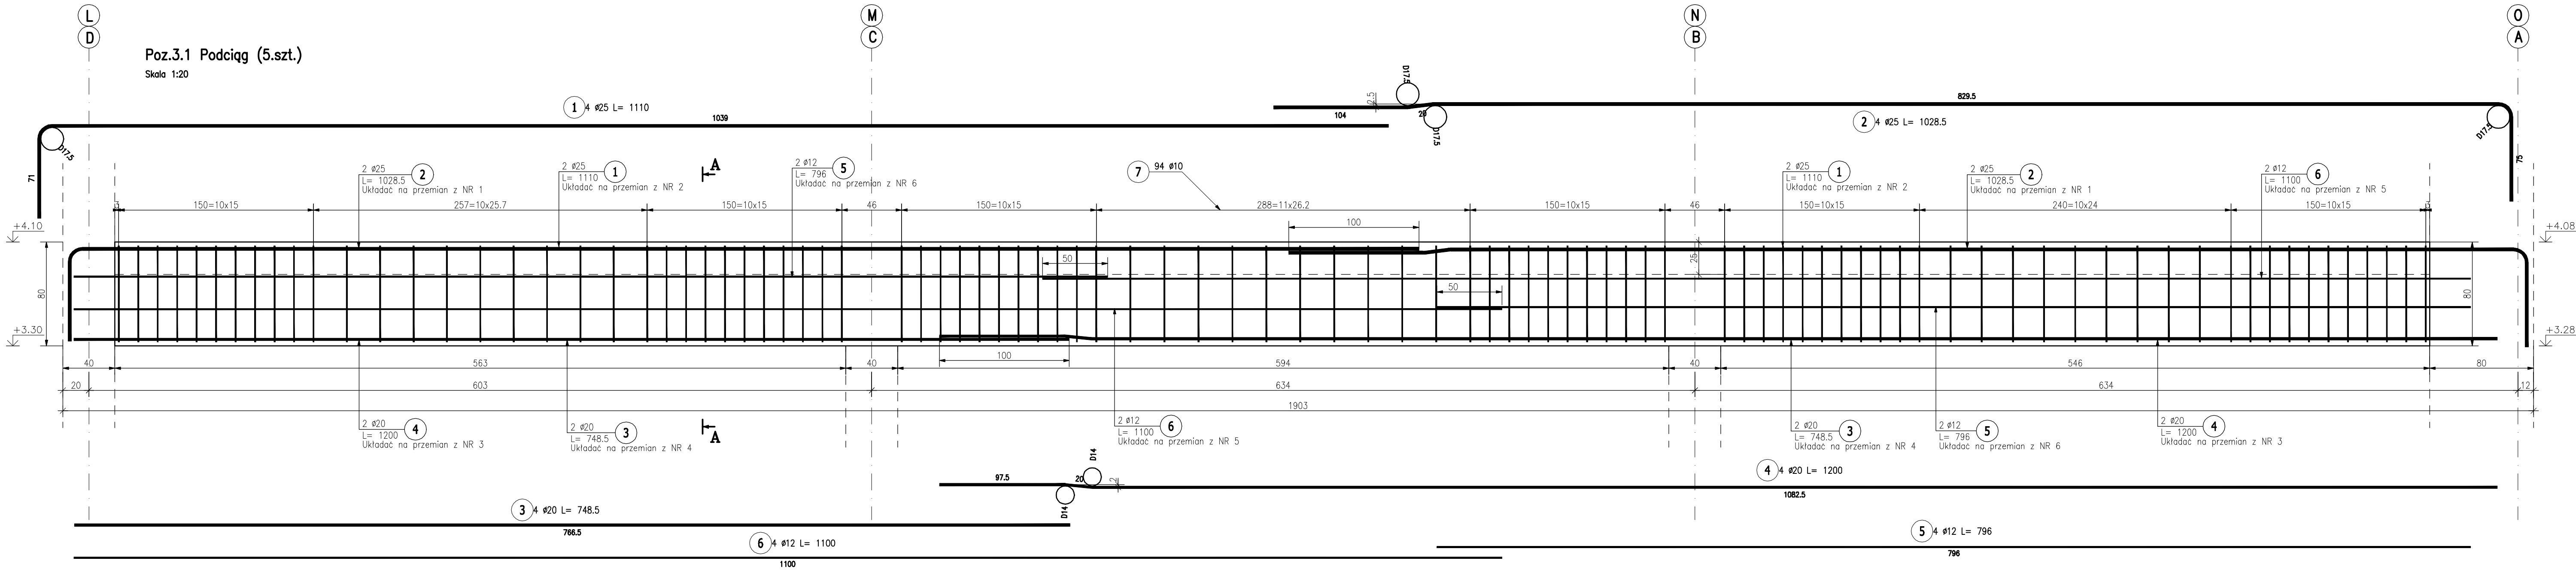 L
D
M
C
N
B
O
A
Poz.3.1 Podciąg (5.szt.)
Skala 1:20
1 4 ø25 L= 1110
1039
D17.5
71
D17.5
2.5
104
20
D17.5
829.5
2 4 ø25 L= 1028.5
D17.5
75
2 ø25
L= 1028.5
2
Układać na przemian z NR 1
2 ø25
L= 1110
1
Układać na przemian z NR 2
A
2 ø12
L= 796
5
Układać na przemian z NR 6
7 94 ø10
2 ø25
L= 1110
1
Układać na przemian z NR 2
2 ø25
L= 1028.5
2
Układać na przemian z NR 1
2 ø12
L= 1100
6
Układać na przemian z NR 5
3 150=10x15 257=10x25.7 150=10x15 46 150=10x15 288=11x26.2 150=10x15 46 150=10x15 240=10x24 150=10x15 3
+4.10
+4.08
100
50
25
50
80
80
+3.30
+3.28
100
40 563 40 594 40 546 80
20 603 634 634 12
1903
2 ø20
L= 1200
4
Układać na przemian z NR 3
2 ø20
L= 748.5
3
Układać na przemian z NR 4
A
2 ø12
L= 1100
6
Układać na przemian z NR 5
2 ø20
L= 748.5
3
Układać na przemian z NR 4
2 ø12
L= 796
5
Układać na przemian z NR 6
2 ø20
L= 1200
4
Układać na przemian z NR 3
97.5
20
D14
2
D14
4 4 ø20 L= 1200
1082.5
3 4 ø20 L= 748.5
766.5
6 4 ø12 L= 1100
1100
5 4 ø12 L= 796
796